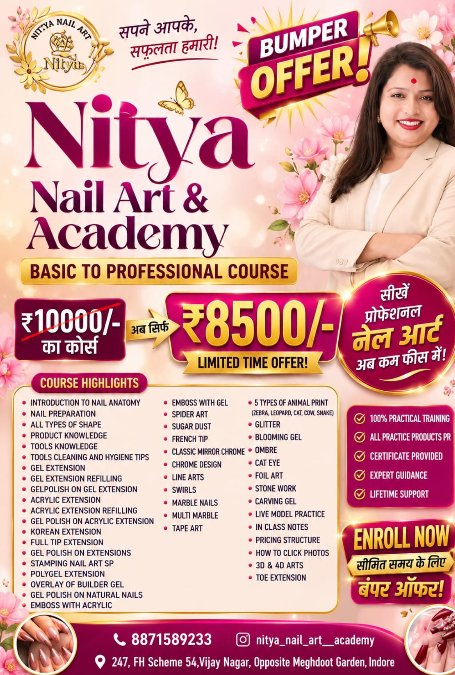 NITYA NAIL ART
Nitya
सपने आपके,
सफ़लता हमारी!
BUMPER
OFFER!
Nitya
Nail Art &
Academy
BASIC TO PROFESSIONAL COURSE
₹10000/-
का कोर्स
अब सिर्फ
₹8500/-
LIMITED TIME OFFER!
सीखें
प्रोफेशनल
नेल आर्ट
अब कम फीस में!
COURSE HIGHLIGHTS
INTRODUCTION TO NAIL ANATOMY
NAIL PREPARATION
ALL TYPES OF SHAPE
PRODUCT KNOWLEDGE
TOOLS KNOWLEDGE
TOOLS CLEANING AND HYGIENE TIPS
GEL EXTENSION
GEL EXTENSION REFILLING
GELPOLISH ON GEL EXTENSION
ACRYLIC EXTENSION
ACRYLIC EXTENSION REFILLING
GEL POLISH ON ACRYLIC EXTENSION
KOREAN EXTENSION
FULL TIP EXTENSION
GEL POLISH ON EXTENSIONS
STAMPING NAIL ART SP
POLYGEL EXTENSION
OVERLAY OF BUILDER GEL
GEL POLISH ON NATURAL NAILS
EMBOSS WITH ACRYLIC
EMBOSS WITH GEL
SPIDER ART
SUGAR DUST
FRENCH TIP
CLASSIC MIRROR CHROME
CHROME DESIGN
LINE ARTS
SWIRLS
MARBLE NAILS
MULTI MARBLE
TAPE ART
5 TYPES OF ANIMAL PRINT
(ZEBRA, LEOPARD, CAT, COW, SNAKE)
GLITTER
BLOOMING GEL
OMBRE
CAT EYE
FOIL ART
STONE WORK
CARVING GEL
LIVE MODEL PRACTICE
IN CLASS NOTES
PRICING STRUCTURE
HOW TO CLICK PHOTOS
3D & 4D ARTS
TOE EXTENSION
100% PRACTICAL TRAINING
ALL PRACTICE PRODUCTS PR
CERTIFICATE PROVIDED
EXPERT GUIDANCE
LIFETIME SUPPORT
ENROLL NOW
सीमित समय के लिए
बंपर ऑफर!
8871589233
nitya_nail_art__academy
247, FH Scheme 54,Vijay Nagar, Opposite Meghdoot Garden, Indore